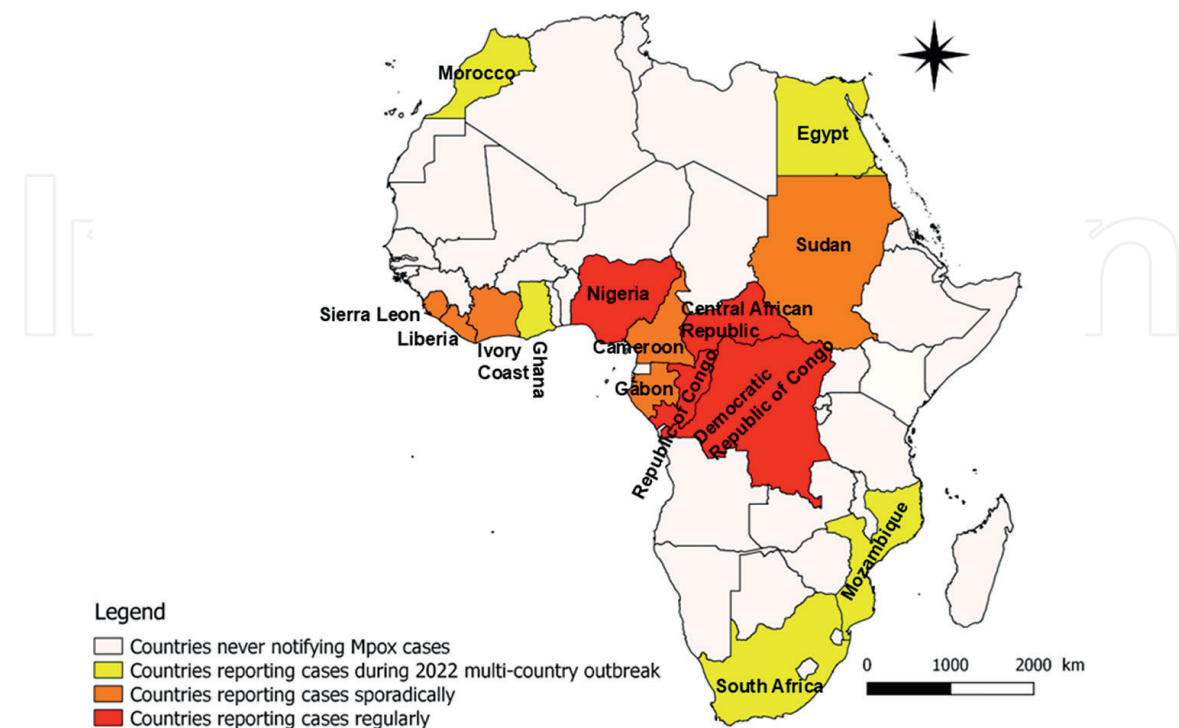 Morocco
Egypt
Sudan
Nigeria
Central African
Republic
Sierra Leon
Liberia
Ivory
Coast
Ghana
Cameroon
Gabon
Republic of Congo
Democratic
Republic of Congo
Mozambique
South Africa
Legend
Countries never notifying Mpox cases
Countries reporting cases during 2022 multi-country outbreak
Countries reporting cases sporadically
Countries reporting cases regularly
0 1000 2000 km